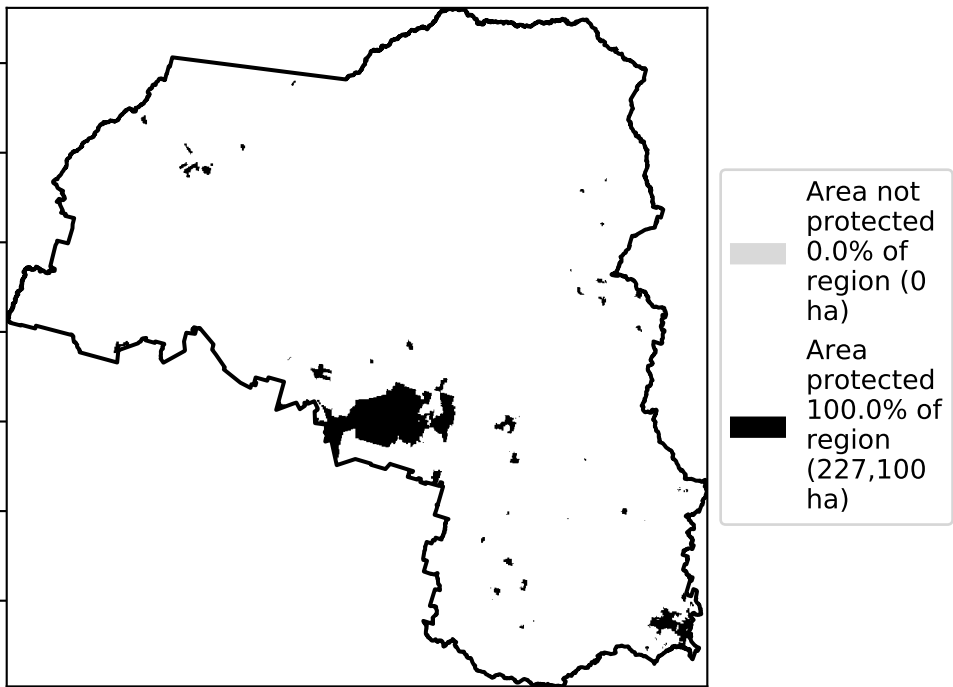 Area not
protected
0.0% of
region (0
ha)
Area
protected
100.0% of
region
(227,100
ha)